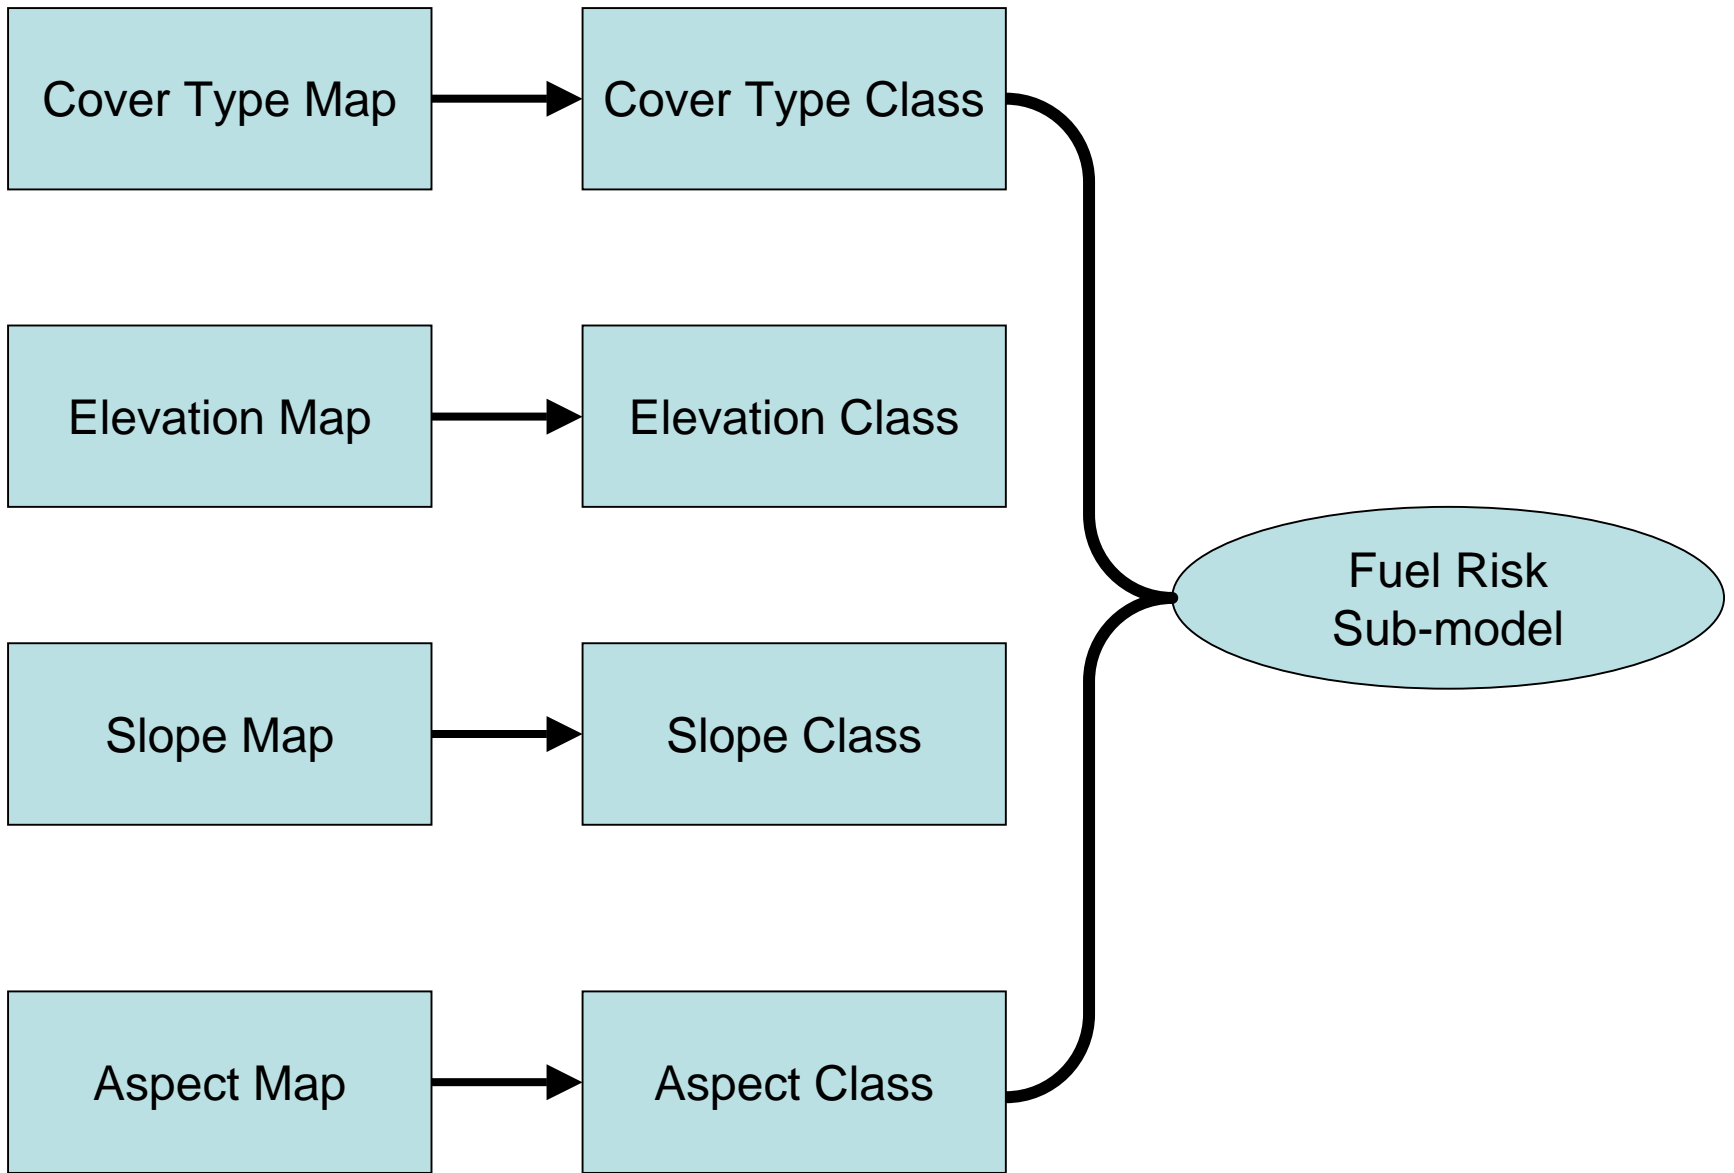 Cover Type Map
Cover Type Class
Elevation Map
Elevation Class
Fuel Risk
Sub-model
Slope Map
Slope Class
Aspect Map
Aspect Class